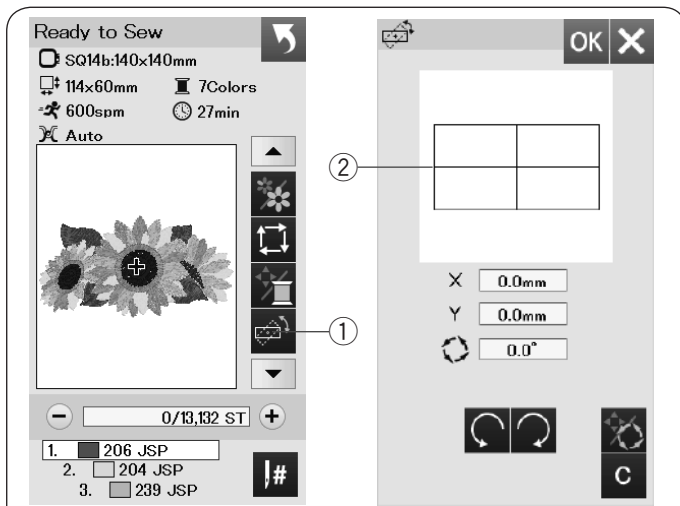 Ready to Sew
SQ14b:140x140mm
114x60mm 7Colors
600spm 27min
Auto
0/13,132 ST
1. 206 JSP
2. 204 JSP
3. 239 JSP
#
①
OK
②
X 0.0mm
Y 0.0mm
0.0°
C